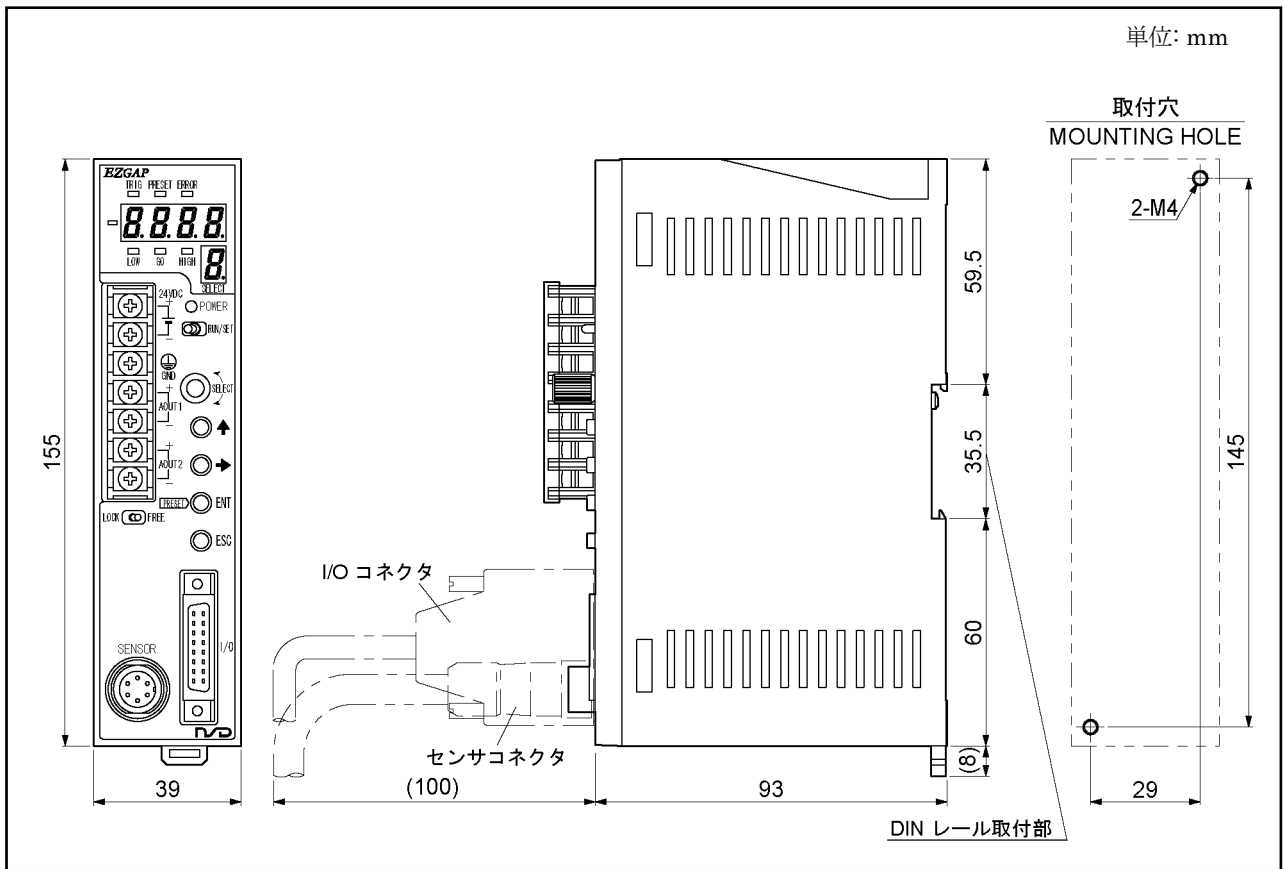 単位: mm
取付穴
MOUNTING HOLE
2-M4
EZGAP
TRIG PRESET ERROR
8.8.8.8.
LOW GO HIGH
8.
SELECT
24VDC
+
-
POWER
RUN/SET
GND
SELECT
+
AOUT1
-
+
AOUT2
-
PRESET
ENT
LOCK FREE
ESC
I/O
SENSOR
NSD
I/O コネクタ
センサコネクタ
DIN レール取付部
155
39
(100)
93
59.5
35.5
60
(8)
145
29